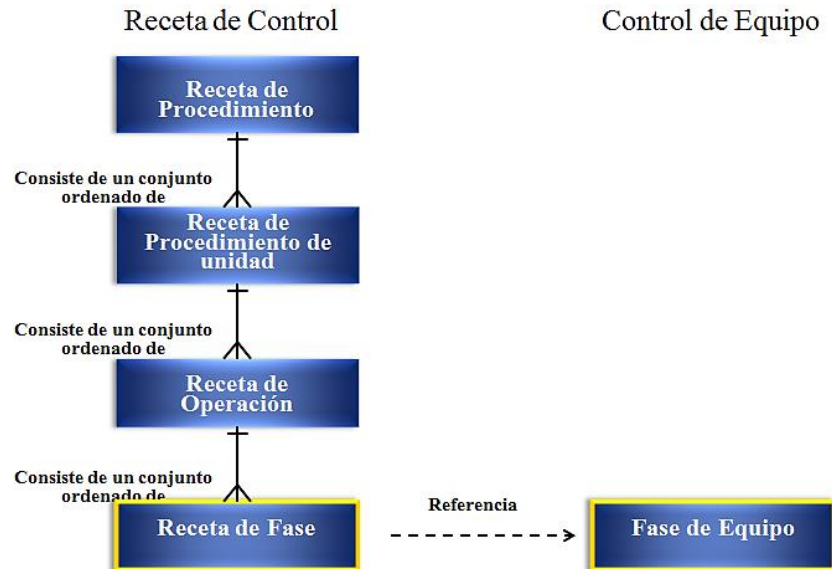 Receta de Control
Control de Equipo
Receta de
Procedimiento
Consiste de un conjunto
ordenado de
Receta de
Procedimiento de
unidad
Consiste de un conjunto
ordenado de
Receta de
Operación
Consiste de un conjunto
ordenado de
Receta de Fase
Referencia
Fase de Equipo